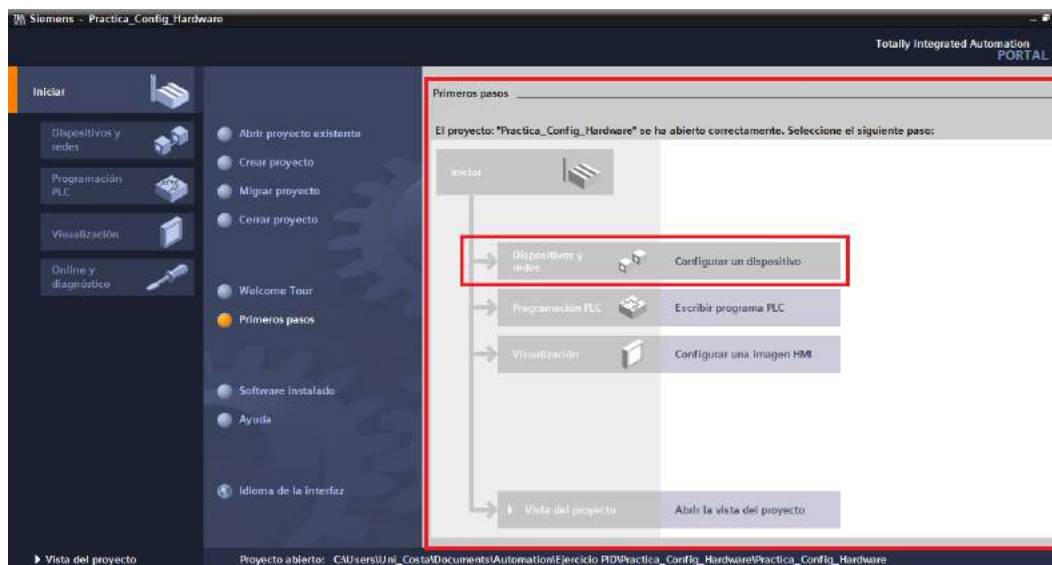 Siemens - Practica_Config_Hardware
Totally Integrated Automation
PORTAL
Iniciar
Dispositivos y
redes
Programación
PLC
Visualización
Online y
diagnóstico
Abrir proyecto existente
Crear proyecto
Migrar proyecto
Cerrar proyecto
Welcome Tour
Primeros pasos
Software instalado
Ayuda
Idioma de la interfaz
Primeros pasos
El proyecto: "Practica_Config_Hardware" se ha abierto correctamente. Seleccione el siguiente paso:
Iniciar
Dispositivos y
redes
Configurar un dispositivo
Programación PLC
Escribir programa PLC
Visualización
Configurar una imagen HMI
Vista del proyecto
Abrir la vista del proyecto
Vista del proyecto
Proyecto abierto: C:\Users\Uni_Costa\Documents\Automation\Ejercicio PID\Practica_Config_Hardware\Practica_Config_Hardware